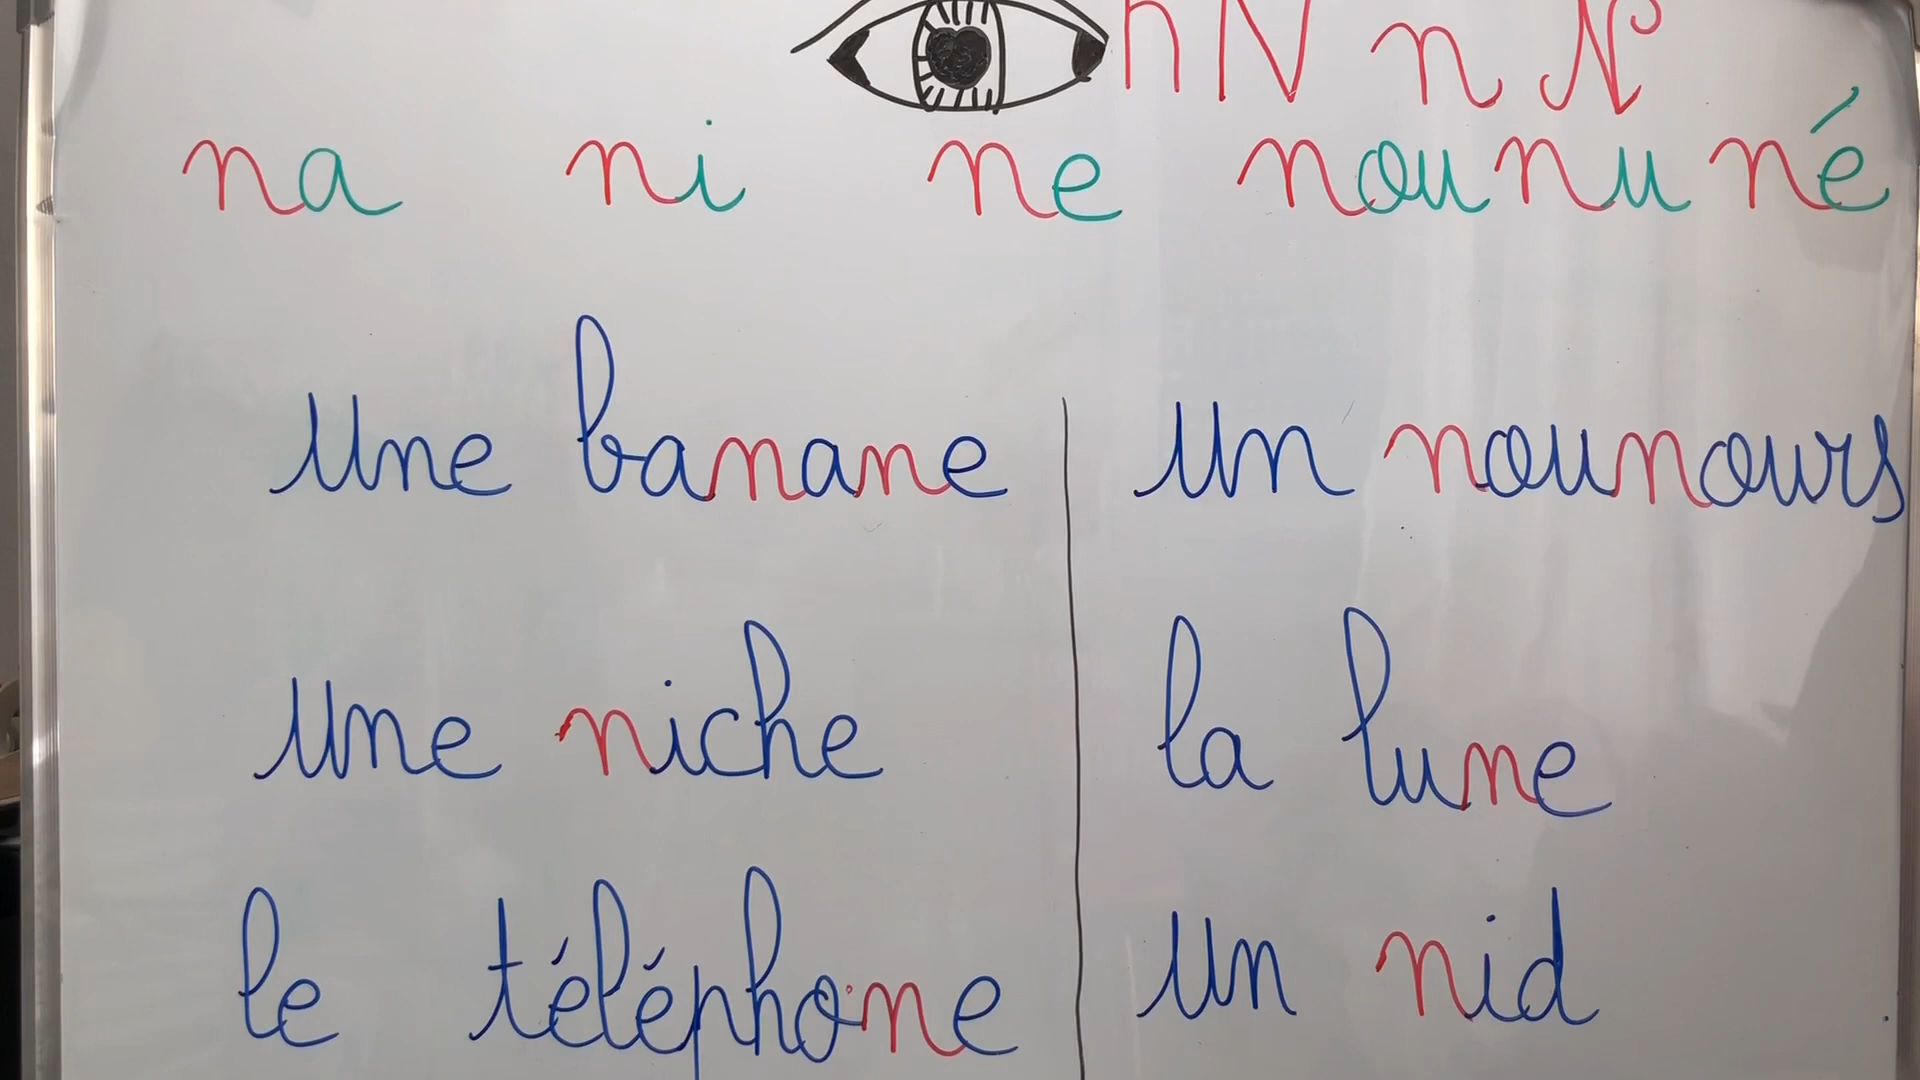 n N n N
na ni ne nou nu né
une banane
une niche
le téléphone
un nounours
la lune
un nid